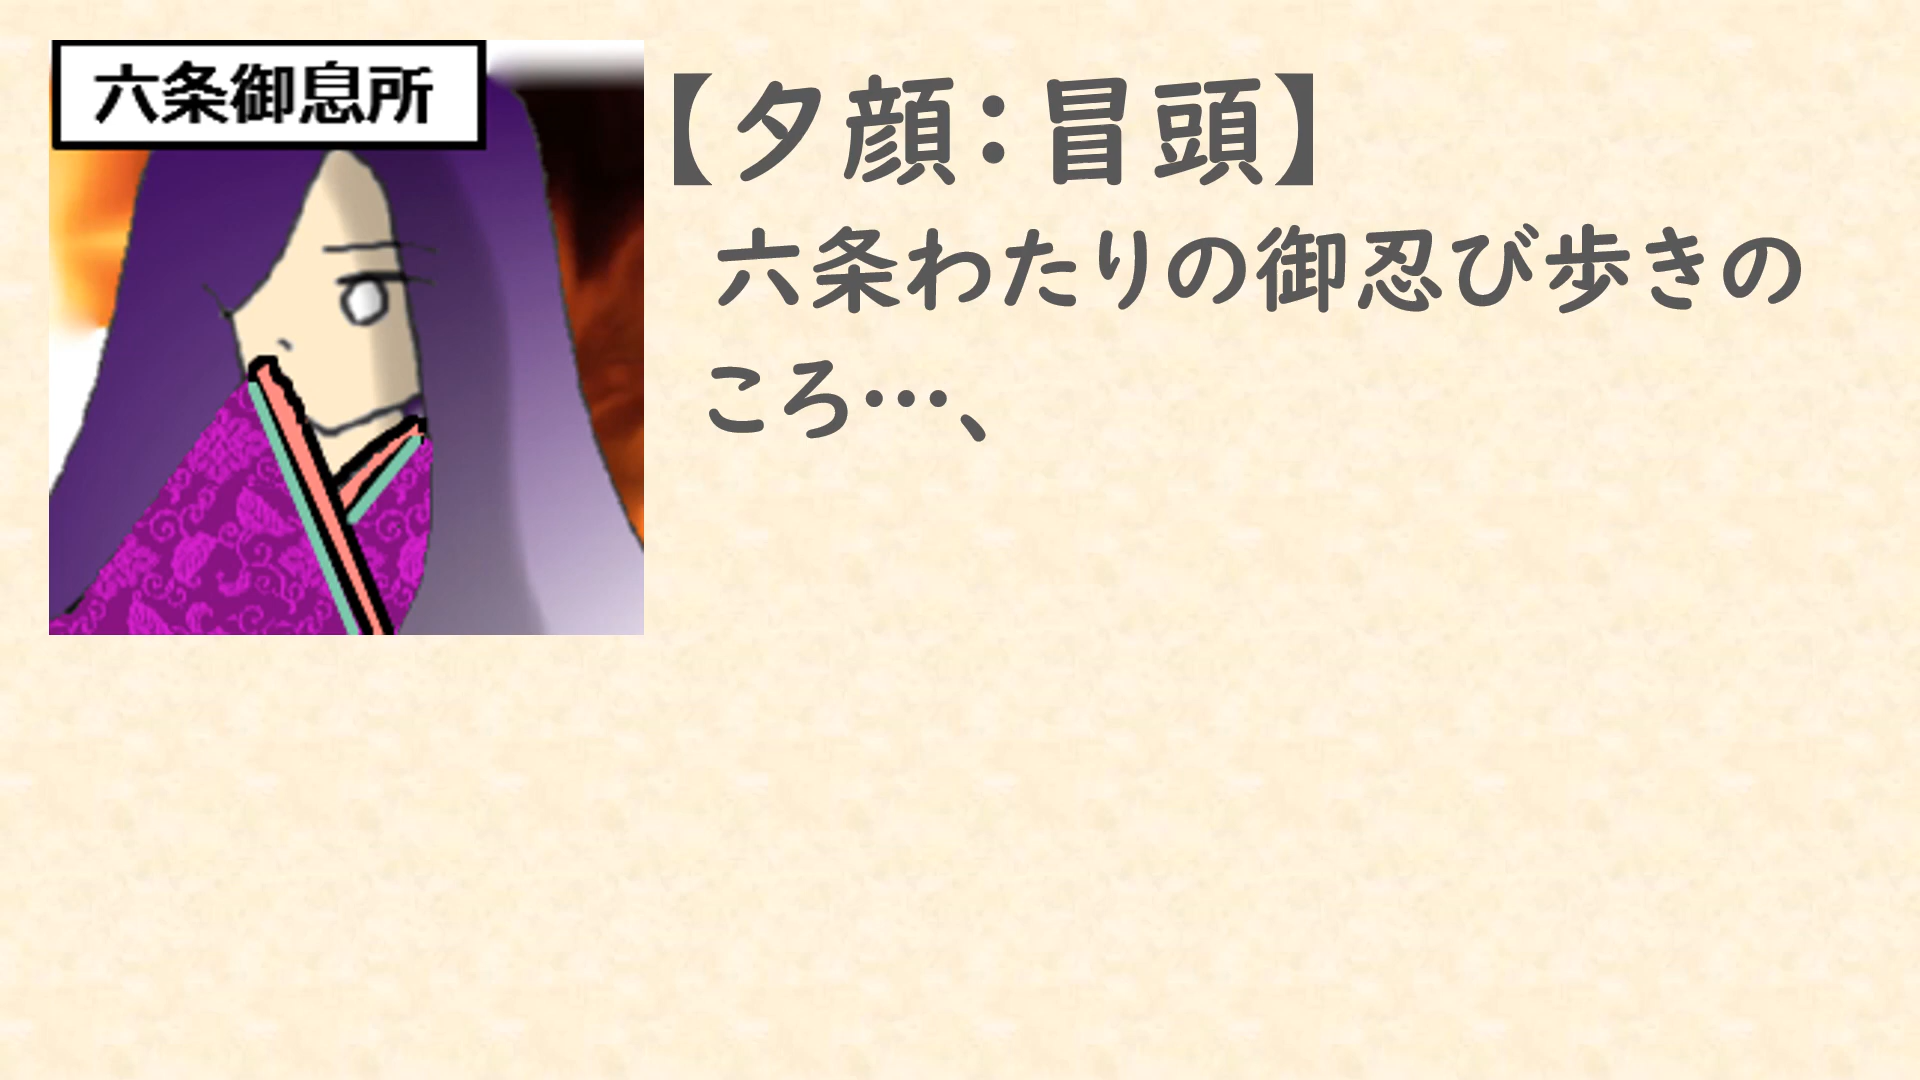 六条御息所
【夕顔：冒頭】
六条わたりの御忍び歩きの
ころ…、